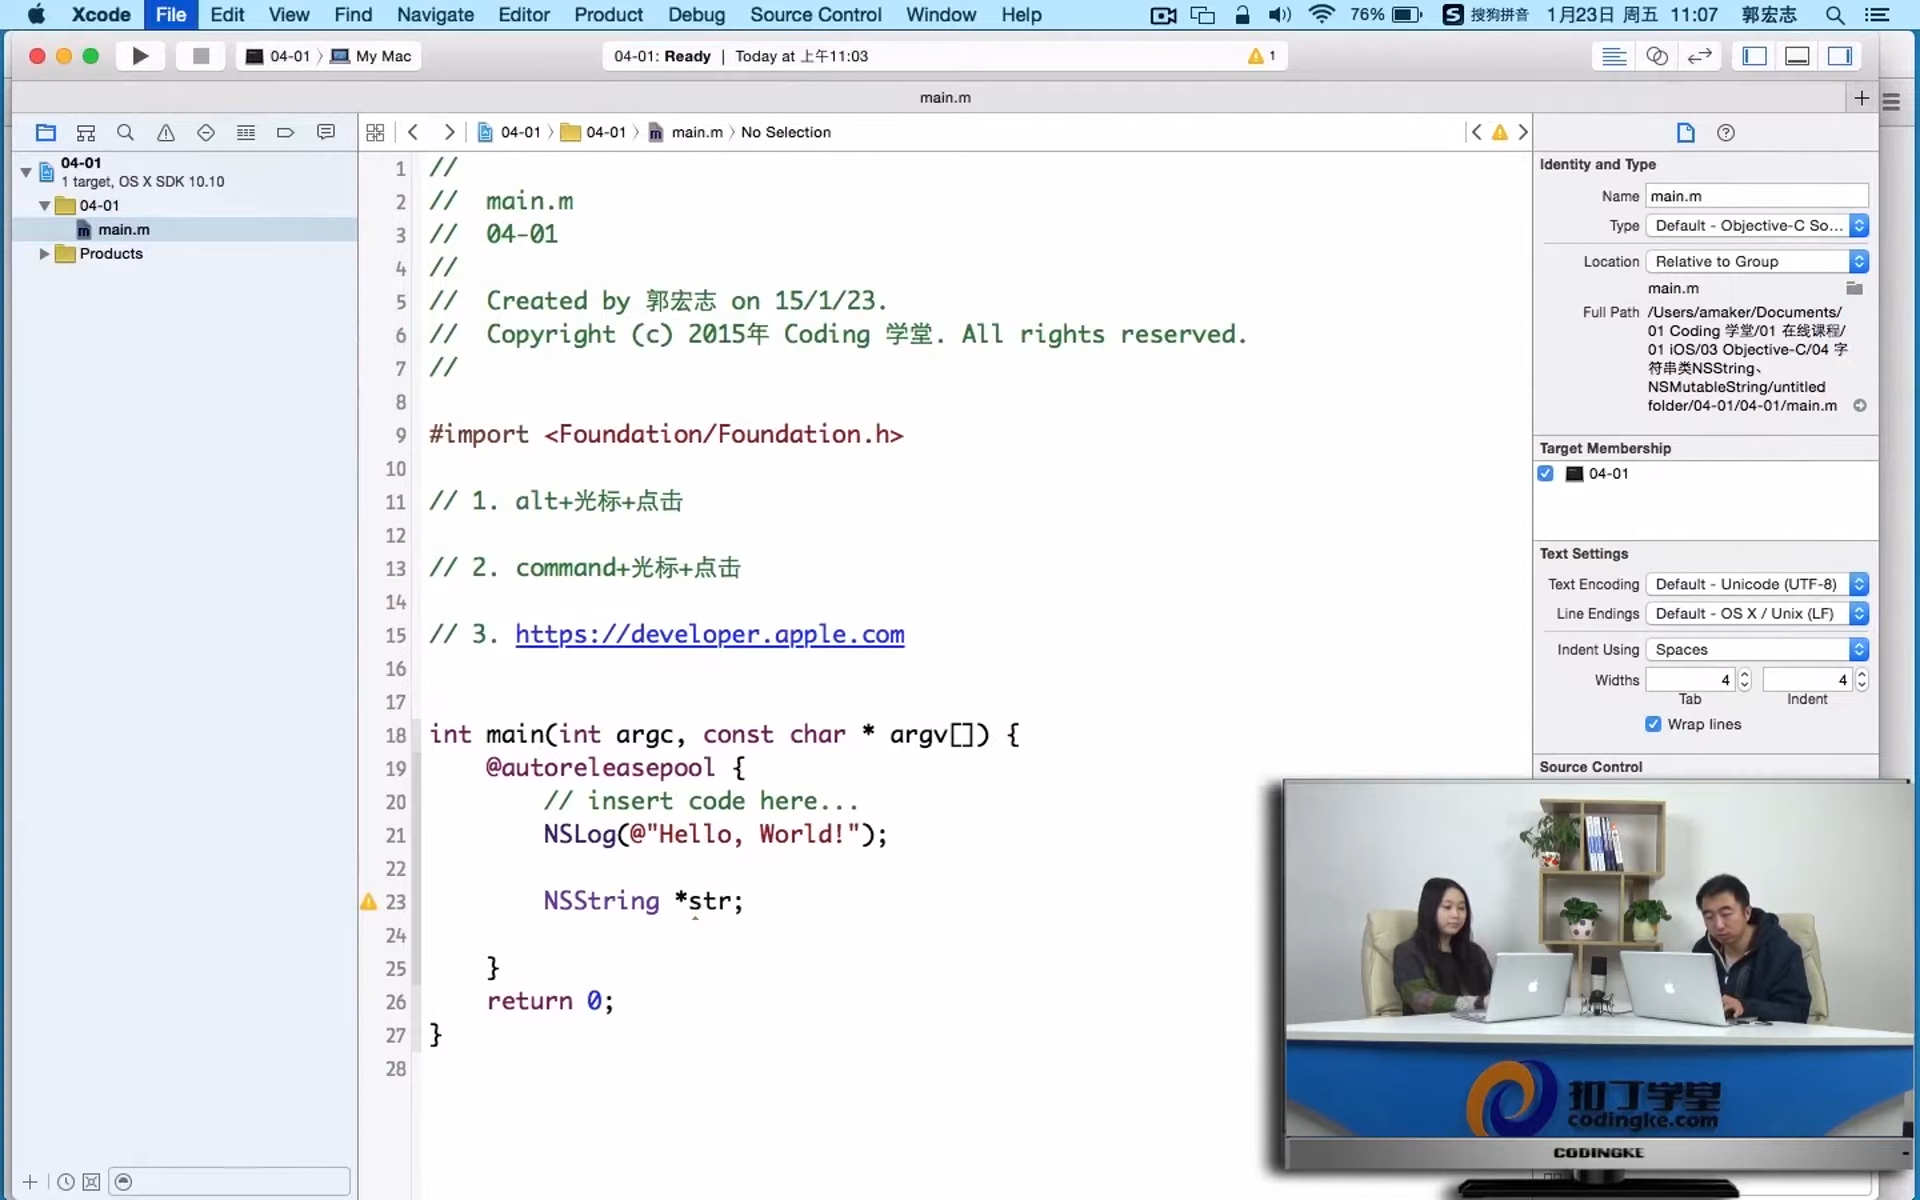 Xcode File Edit View Find Navigate Editor Product Debug Source Control Window Help 76% 搜狗拼音 1月23日 周五 11:07 郭宏志
04-01 〉 My Mac
04-01: Ready | Today at 上午11:03
1
main.m
04-01 〉 04-01 〉 main.m 〉 No Selection
04-01
1 target, OS X SDK 10.10
04-01
main.m
Products
1 //
2 // main.m
3 // 04-01
4 //
5 // Created by 郭宏志 on 15/1/23.
6 // Copyright (c) 2015年 Coding 学堂. All rights reserved.
7 //
8
9 #import <Foundation/Foundation.h>
10
11 // 1. alt+光标+点击
12
13 // 2. command+光标+点击
14
15 // 3. https://developer.apple.com
16
17
18 int main(int argc, const char * argv[]) {
19 @autoreleasepool {
20 // insert code here...
21 NSLog(@"Hello, World!");
22
23 NSString *str;
24
25 }
26 return 0;
27 }
28
Identity and Type
Name main.m
Type Default - Objective-C So...
Location Relative to Group
main.m
Full Path /Users/amaker/Documents/
01 Coding 学堂/01 在线课程/
01 iOS/03 Objective-C/04 字
符串类NSString、
NSMutableString/untitled
folder/04-01/04-01/main.m
Target Membership
04-01
Text Settings
Text Encoding Default - Unicode (UTF-8)
Line Endings Default - OS X / Unix (LF)
Indent Using Spaces
Widths 4 4
Tab Indent
Wrap lines
Source Control
扣丁学堂
codingke.com
CODINGKE